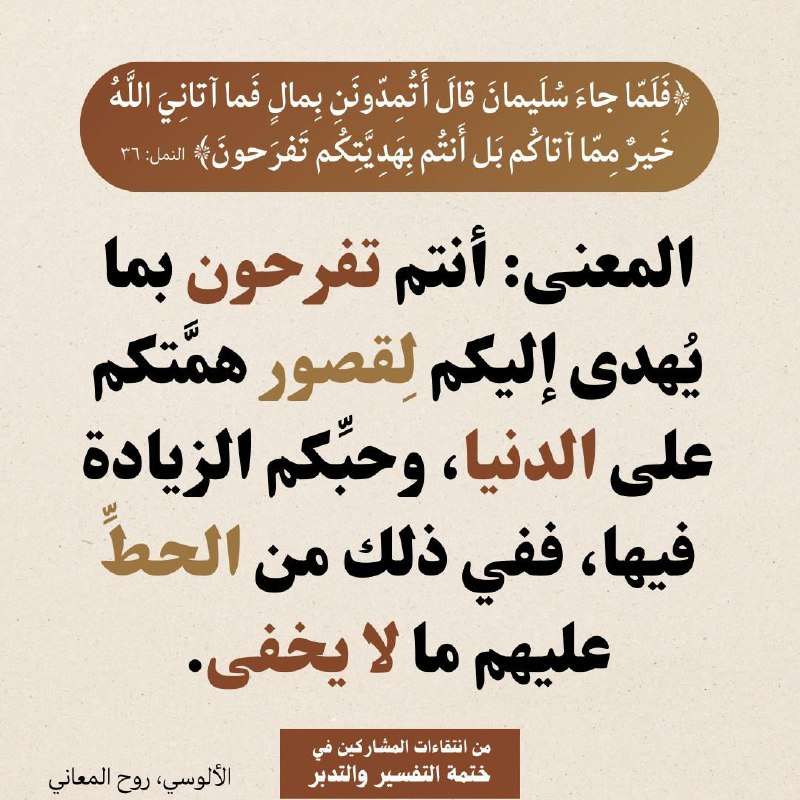 ﴿فَلَمّا جاءَ سُلَيمانَ قالَ أَتُمِدّونَنِ بِمالٍ فَما آتانِيَ اللَّهُ
خَيرٌ مِمّا آتاكُم بَل أَنتُم بِهَدِيَّتِكُم تَفرَحونَ﴾ النمل: ٣٦
المعنى: أنتم تفرحون بما
يُهدى إليكم لِقصور همَّتكم
على الدنيا، وحبِّكم الزيادة
فيها، ففي ذلك من الحطِّ
عليهم ما لا يخفى.
من انتقاءات المشاركين في
ختمة التفسير والتدبر
الألوسي، روح المعاني